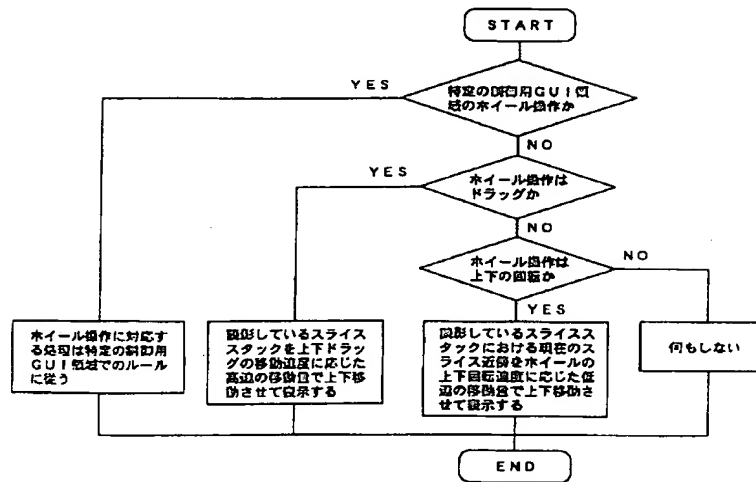 START
YES
特定の制御用GUI領
域のホイール操作か
NO
YES
ホイール操作は
ドラッグか
NO
ホイール操作は
上下の回転か
NO
YES
ホイール操作に対応す
る処理は特定の制御用
GUI領域でのルール
に従う
しているスライス
スタックを上下ドラッ
グの移動速度に応じた
高速の移動量で上下移
動させて表示する
しているスライスス
タックにおける現在のス
ライス近傍をホイールの
上下回転速度に応じた低
速の移動量で上下移動さ
せて表示する
何もしない
END